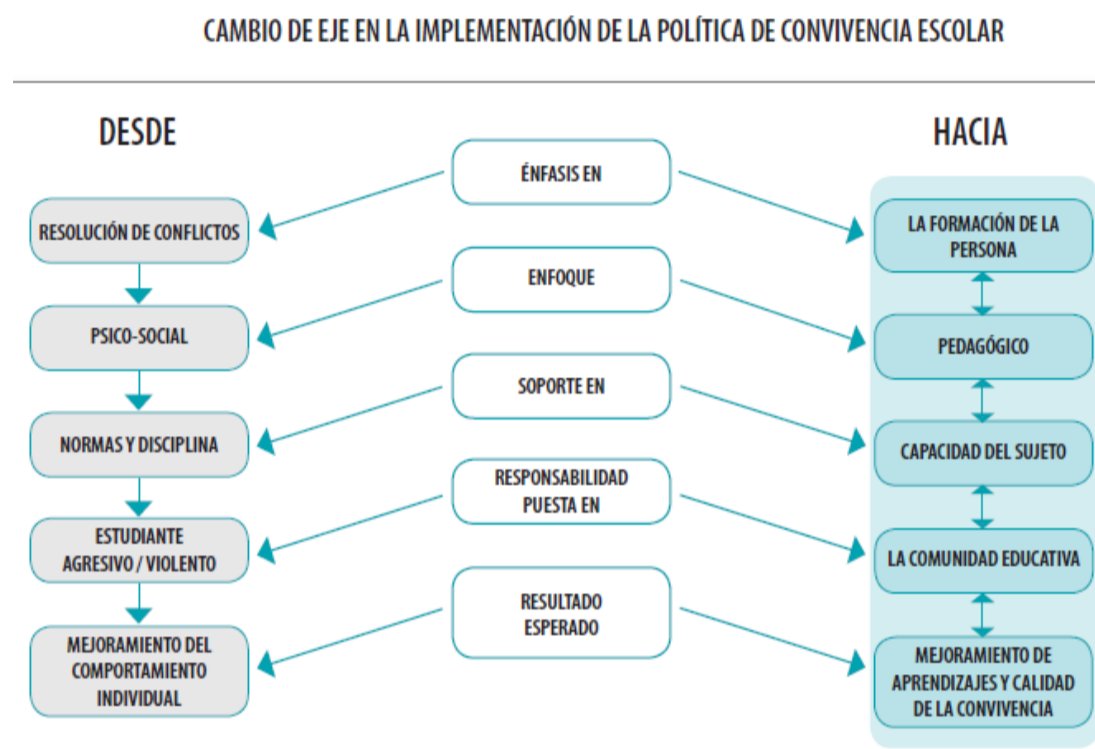 CAMBIO DE EJE EN LA IMPLEMENTACIÓN DE LA POLÍTICA DE CONVIVENCIA ESCOLAR
DESDE
HACIA
ÉNFASIS EN
RESOLUCIÓN DE CONFLICTOS
LA FORMACIÓN DE LA
PERSONA
ENFOQUE
PSICO-SOCIAL
PEDAGÓGICO
SOPORTE EN
NORMAS Y DISCIPLINA
CAPACIDAD DEL SUJETO
RESPONSABILIDAD
PUESTA EN
ESTUDIANTE
AGRESIVO / VIOLENTO
LA COMUNIDAD EDUCATIVA
RESULTADO
ESPERADO
MEJORAMIENTO DEL
COMPORTAMIENTO
INDIVIDUAL
MEJORAMIENTO DE
APRENDIZAJES Y CALIDAD
DE LA CONVIVENCIA